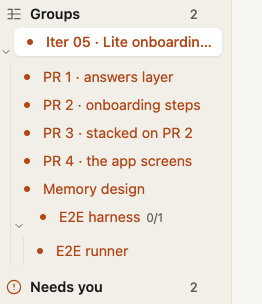 Groups 2
Iter 05 · Lite onboardin...
PR 1 · answers layer
PR 2 · onboarding steps
PR 3 · stacked on PR 2
PR 4 · the app screens
Memory design
E2E harness 0/1
E2E runner
Needs you 2